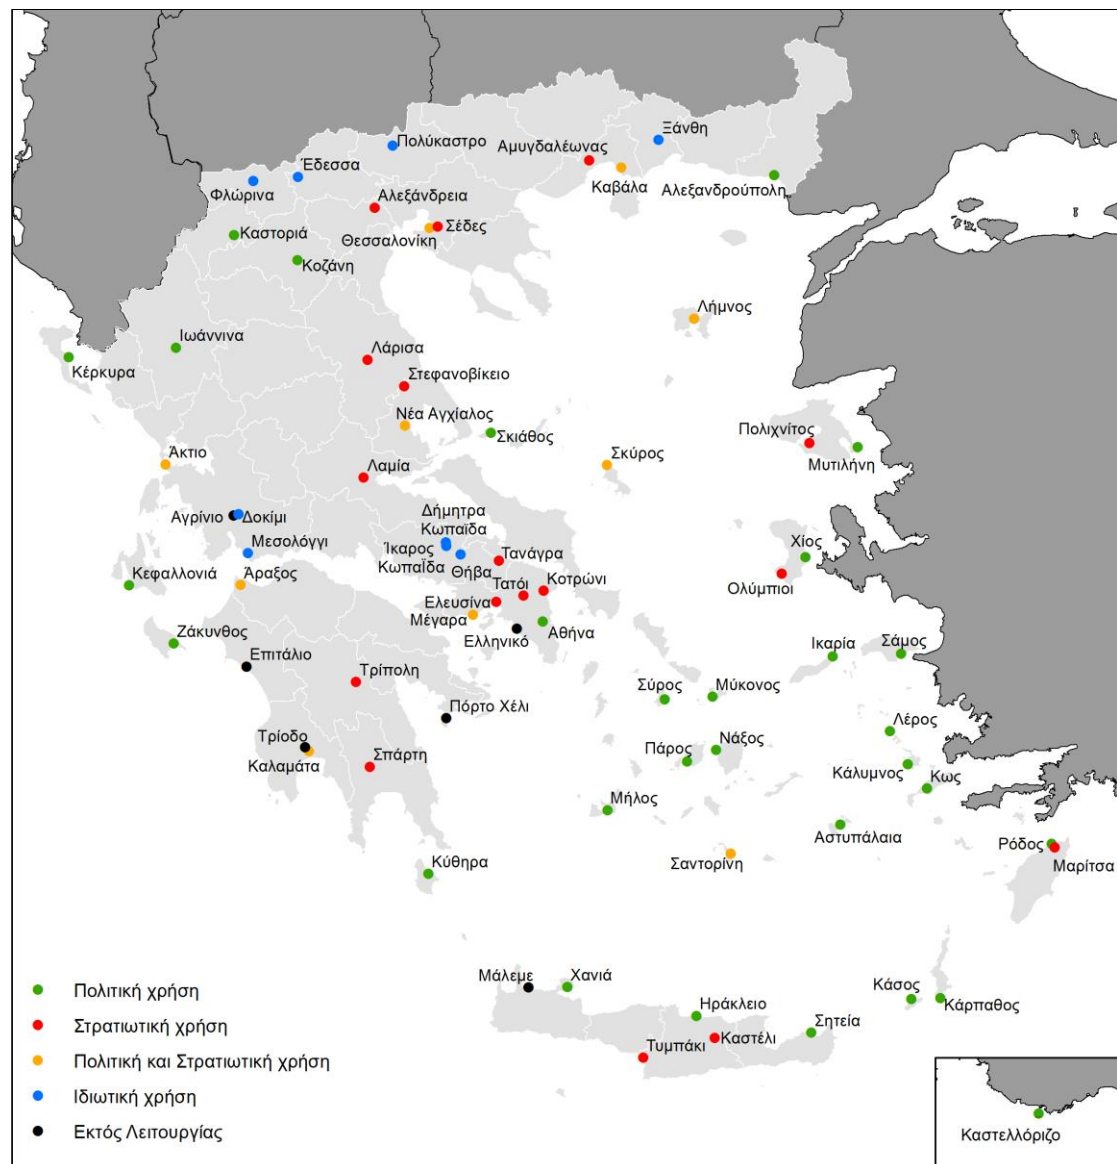 Πολύκαστρο
Αμυγδαλέωνας
Ξάνθη
Έδεσσα
Φλώρινα
Καβάλα
Αλεξανδρούπολη
Αλεξάνδρεια
Καστοριά
Θεσσαλονίκη
Σέδες
Κοζάνη
Λήμνος
Ιωάννινα
Κέρκυρα
Λάρισα
Στεφανοβίκειο
Νέα Αγχίαλος
Σκιάθος
Πολιχνίτος
Μυτιλήνη
Άκτιο
Λαμία
Σκύρος
Αγρίνιο
Δοκίμι
Δήμητρα
Κωπαϊδα
Μεσολόγγι
Ίκαρος
Κωπαΐδα
Θήβα
Τανάγρα
Χίος
Ολύμπιοι
Κεφαλλονιά
Άραξος
Τατόι
Κοτρώνι
Ελευσίνα
Μέγαρα
Ελληνικό
Αθήνα
Ζάκυνθος
Επιτάλιο
Ικαρία
Σάμος
Τρίπολη
Σύρος
Μύκονος
Πόρτο Χέλι
Λέρος
Τρίοδο
Καλαμάτα
Σπάρτη
Πάρος
Νάξος
Κάλυμνος
Κως
Μήλος
Αστυπάλαια
Ρόδος
Μαρίτσα
Κύθηρα
Σαντορίνη
Μάλεμε
Χανιά
Κάσος
Κάρπαθος
Ηράκλειο
Σητεία
Τυμπάκι
Καστέλι
Πολιτική χρήση
Στρατιωτική χρήση
Πολιτική και Στρατιωτική χρήση
Ιδιωτική χρήση
Εκτός Λειτουργίας
Καστελλόριζο